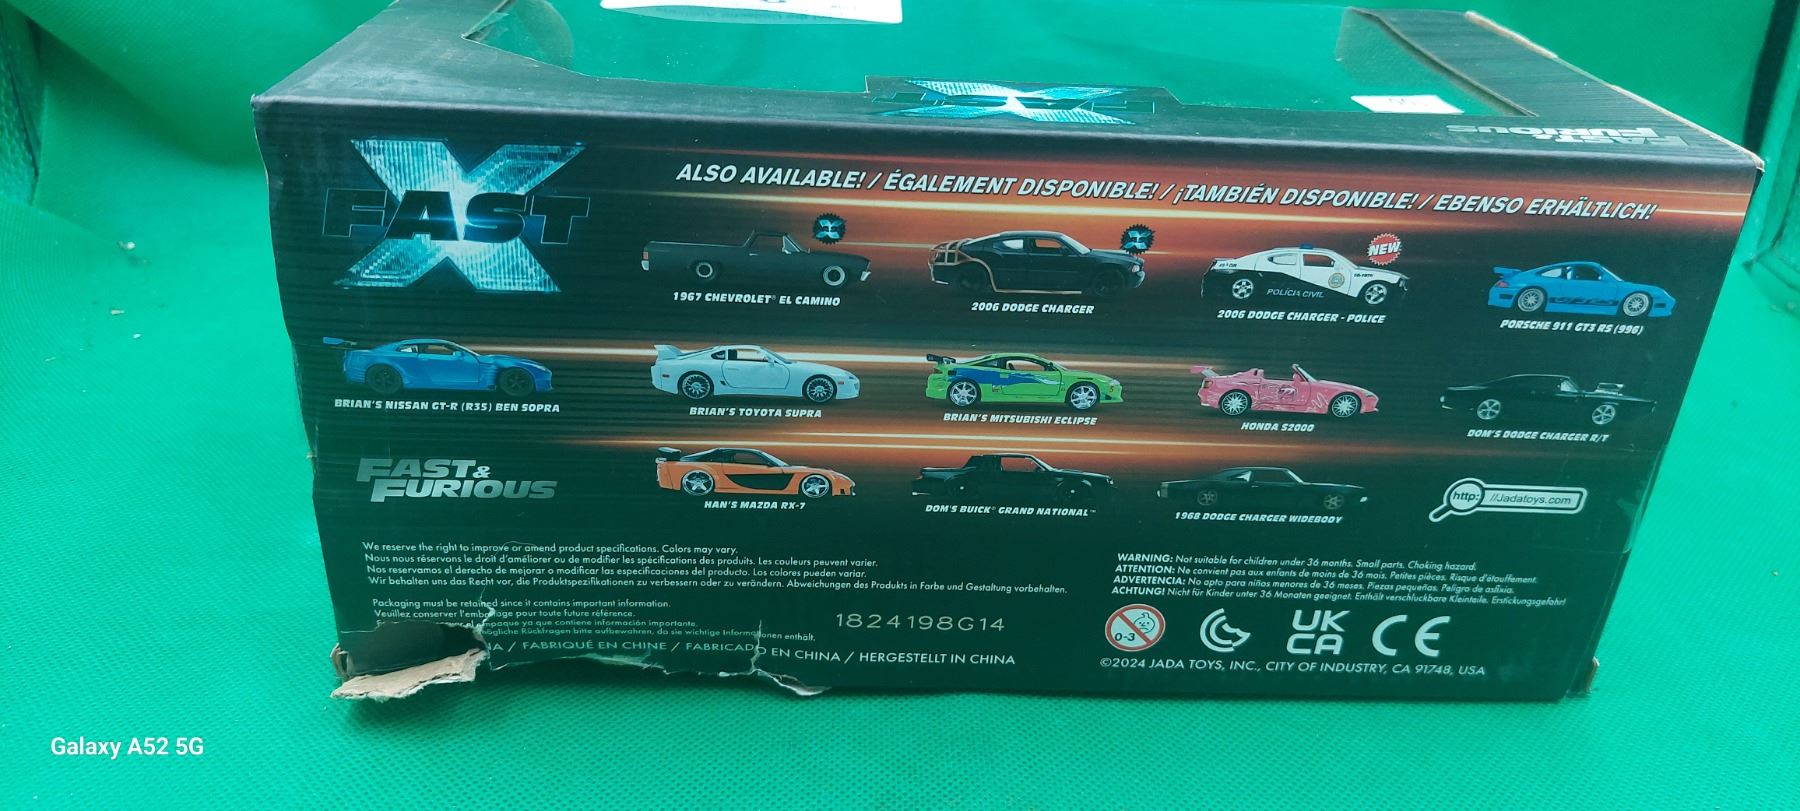 FAST X
FAST & FURIOUS
ALSO AVAILABLE! / ÉGALEMENT DISPONIBLE! / ¡TAMBIÉN DISPONIBLE! / EBENSO ERHÄLTLICH!
NEW
POLÍCIA CIVIL
1967 CHEVROLET® EL CAMINO
2006 DODGE CHARGER
2006 DODGE CHARGER - POLICE
PORSCHE 911 GT3 RS (996)
BRIAN'S NISSAN GT-R (R35) BEN SOPRA
BRIAN'S TOYOTA SUPRA
BRIAN'S MITSUBISHI ECLIPSE
HONDA S2000
DOM'S DODGE CHARGER R/T
FAST &
FURIOUS
HAN'S MAZDA RX-7
DOM'S BUICK® GRAND NATIONAL™
1968 DODGE CHARGER WIDEBODY
http: //Jadatoys.com
We reserve the right to improve or amend product specifications. Colors may vary.
Nous nous réservons le droit d'améliorer ou de modifier les spécifications des produits. Les couleurs peuvent varier.
Nos reservamos el derecho de mejorar o modificar las especificaciones del producto. Los colores pueden variar.
Wir behalten uns das Recht vor, die Produktspezifikationen zu verbessern oder zu verändern. Abweichungen des Produkts in Farbe und Gestaltung vorbehalten.
Packaging must be retained since it contains important information.
Veuillez conserver l'emballage pour toute future référence.
empaque ya que contiene información importante.
mögliche Rückfragen bitte aufbewahren, da sie wichtige Informationen enthält.
/ FABRIQUÉ EN CHINE / FABRICADO EN CHINA / HERGESTELLT IN CHINA
1824198G14
WARNING: Not suitable for children under 36 months. Small parts. Choking hazard.
ATTENTION: Ne convient pas aux enfants de moins de 36 mois. Petites pièces. Risque d'étouffement.
ADVERTENCIA: No apto para niños menores de 36 meses. Piezas pequeñas. Peligro de asfixia.
ACHTUNG! Nicht für Kinder unter 36 Monaten geeignet. Enthält verschluckbare Kleinteile. Erstickungsgefahr!
0-3
UK
CA
CE
©2024 JADA TOYS, INC., CITY OF INDUSTRY, CA 91748, USA
Galaxy A52 5G